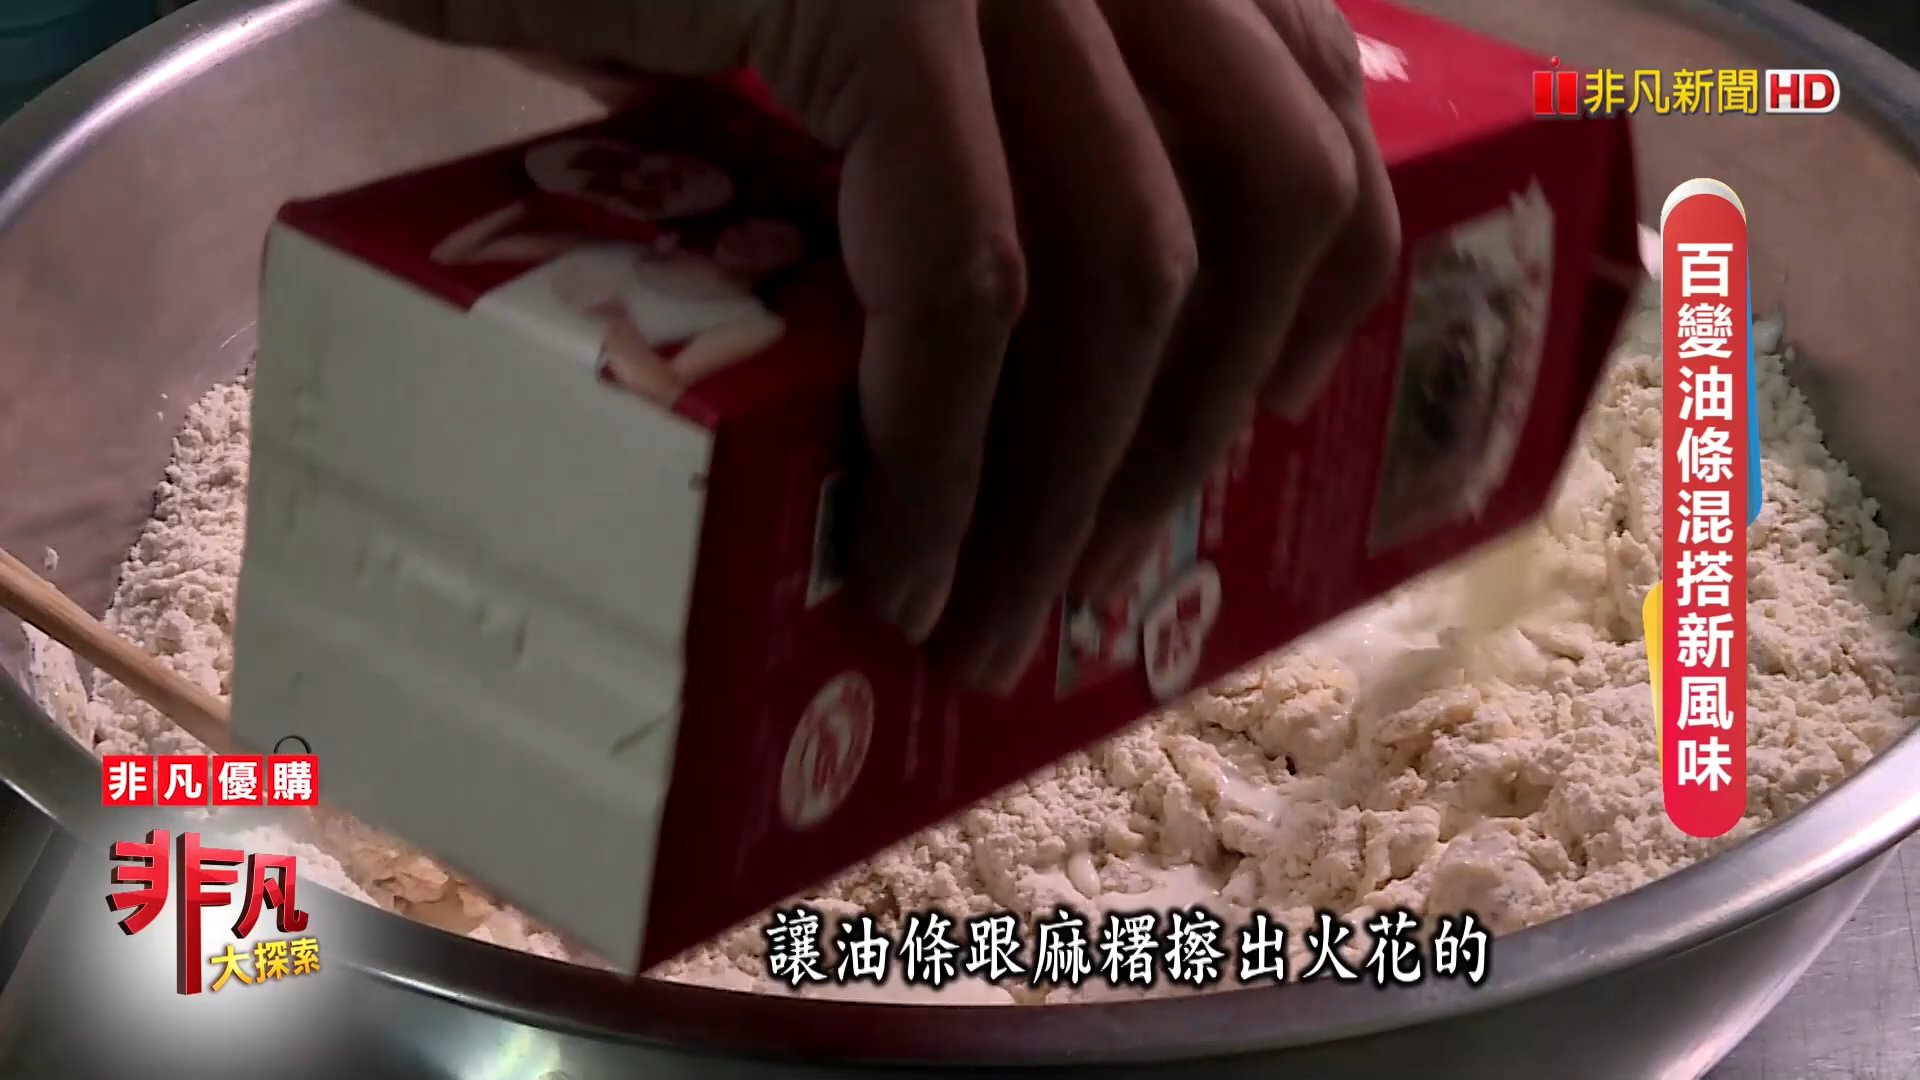 非凡新聞HD
百變油條混搭新風味
非凡優購
非凡
大探索
讓油條跟麻糬擦出火花的